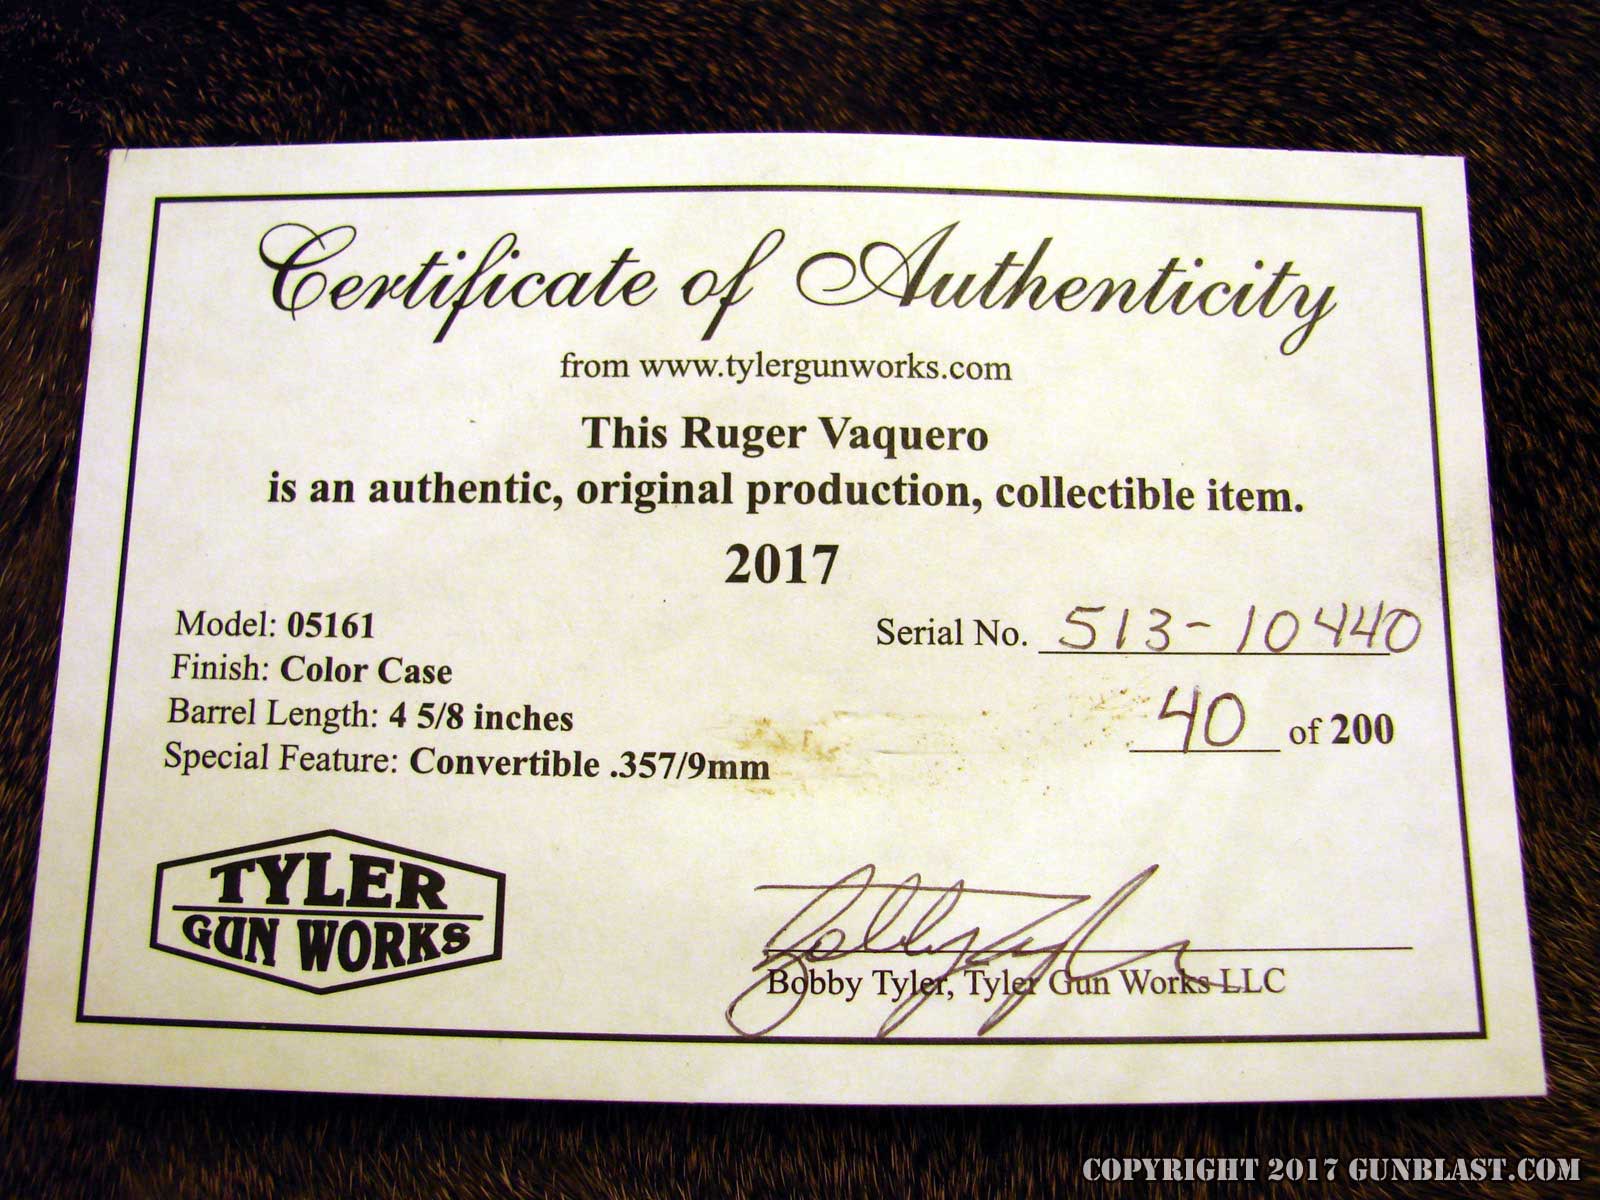 Certificate of Authenticity
from www.tylergunworks.com
This Ruger Vaquero
is an authentic, original production, collectible item.
2017
Model: 05161
Finish: Color Case
Barrel Length: 4 5/8 inches
Special Feature: Convertible .357/9mm
Serial No. 513-10440
40 of 200
TYLER
GUN WORKS
Bobby Tyler
Bobby Tyler, Tyler Gun Works LLC
COPYRIGHT 2017 GUNBLAST.COM